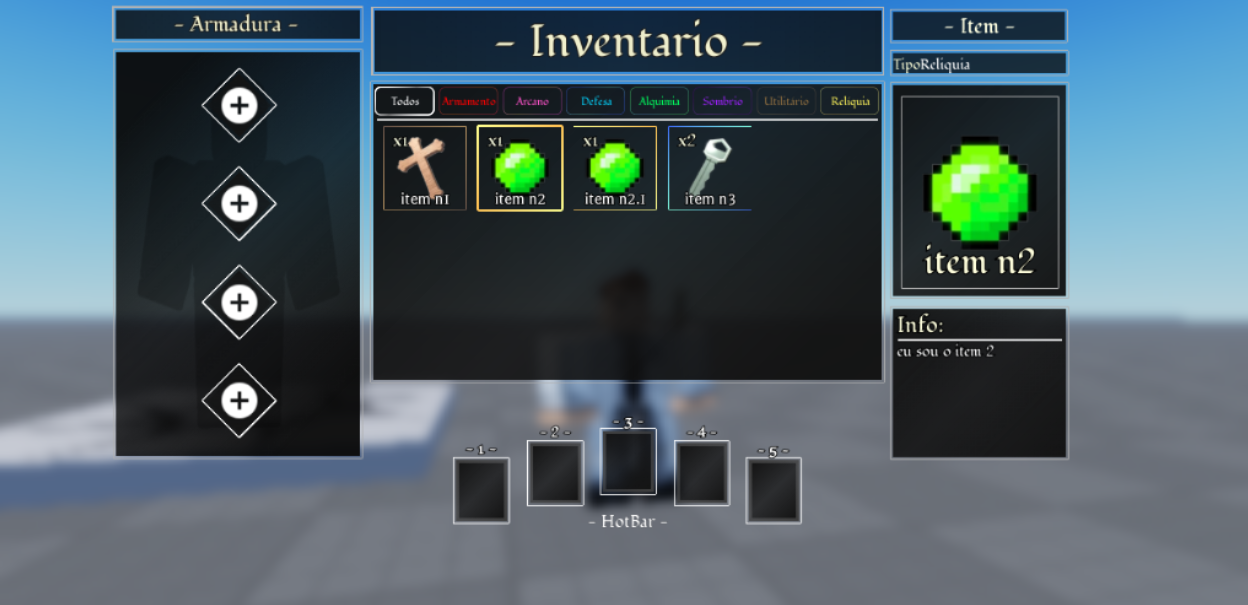 - Armadura -
- Inventario -
- Item -
TipoReliquia
Todos Armamento Arcano Defesa Alquimia Sombrio Utilitario Reliquia
x1 x1 x1 x2
item n1 item n2 item n2.1 item n3
item n2
Info:
eu sou o item 2
- 1 - - 2 - - 3 - - 4 - - 5 -
- HotBar -